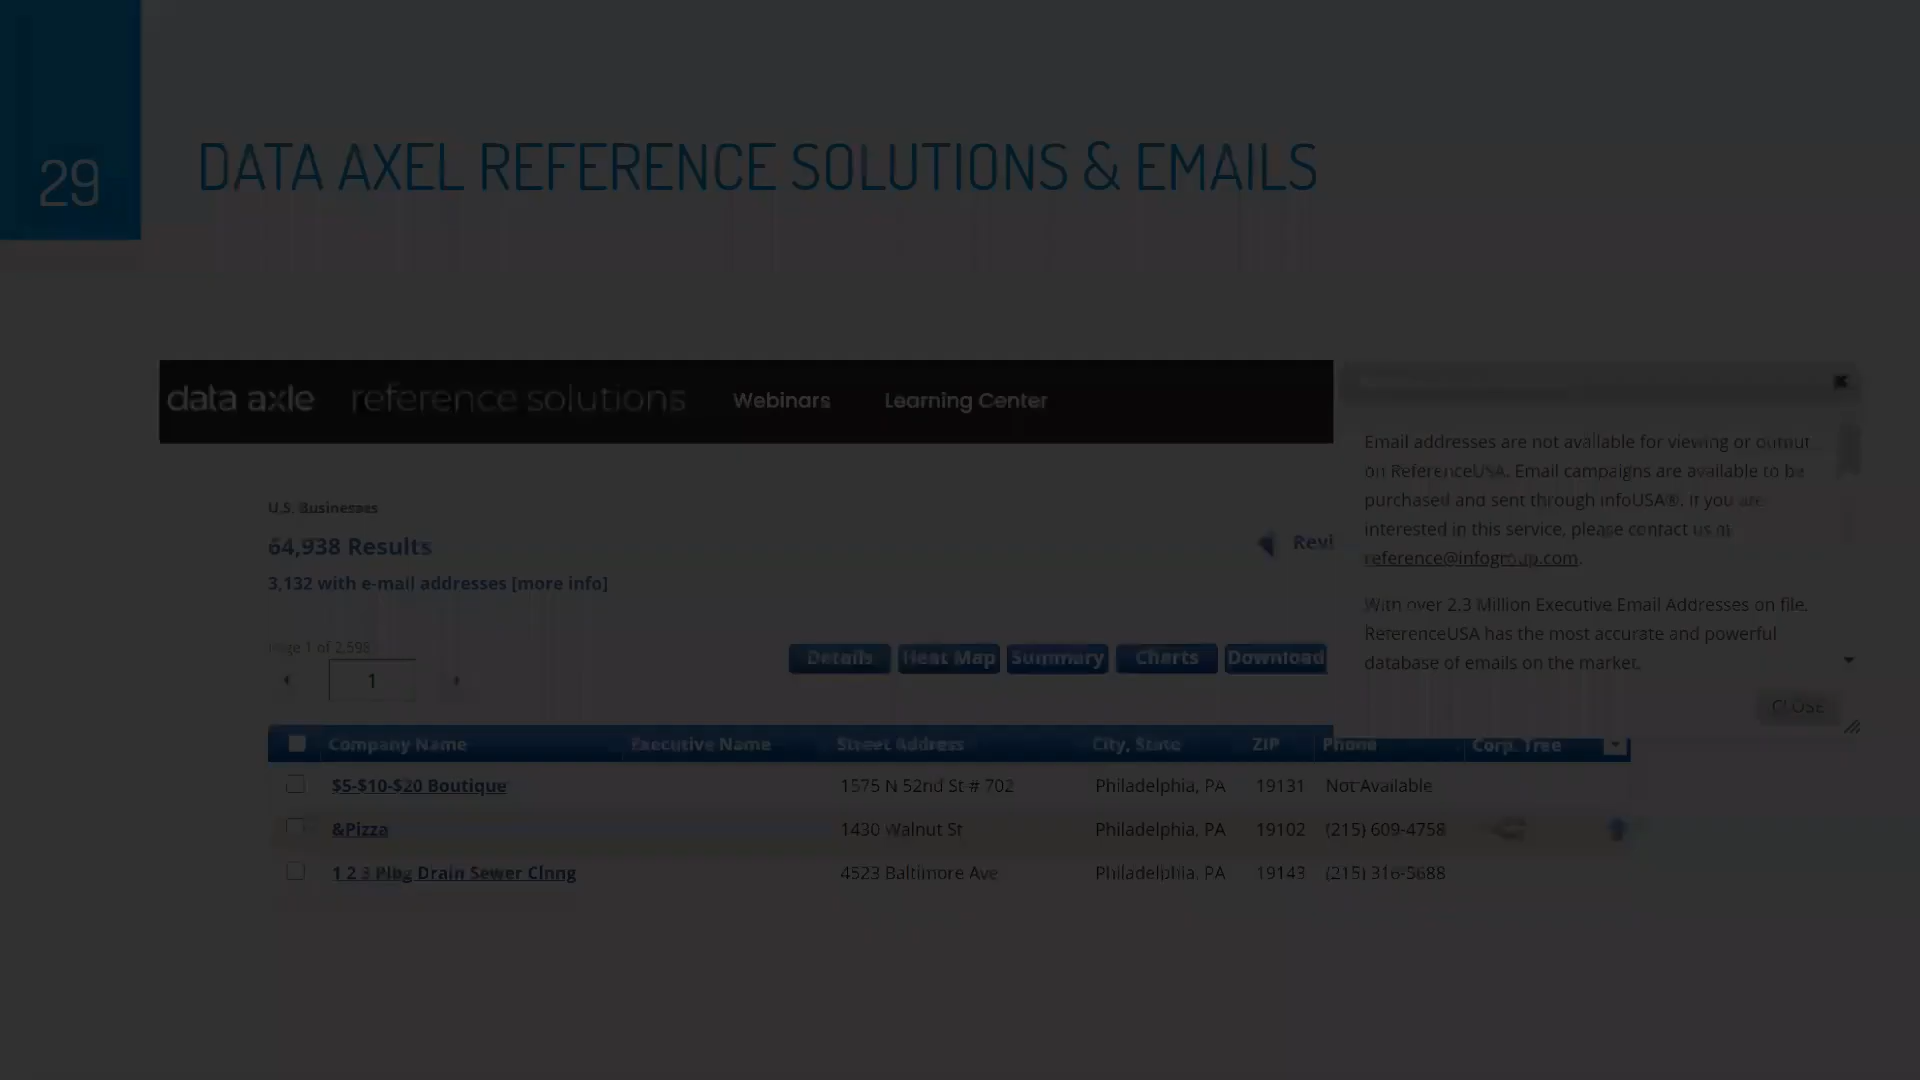 29
DATA AXEL REFERENCE SOLUTIONS & EMAILS
data axle reference solutions Webinars Learning Center
U.S. Businesses
64,938 Results
3,132 with e-mail addresses [more info]
Revi
Page 1 of 2,598
1
Details Heat Map Summary Charts Download
Email addresses are not available for viewing or output
on ReferenceUSA. Email campaigns are available to be
purchased and sent through infoUSA®. If you are
interested in this service, please contact us at
reference@infogroup.com.
With over 2.3 Million Executive Email Addresses on file,
ReferenceUSA has the most accurate and powerful
database of emails on the market.
CLOSE
Company Name Executive Name Street Address City, State ZIP Phone Corp. Tree
$5-$10-$20 Boutique 1575 N 52nd St # 702 Philadelphia, PA 19131 Not Available
&Pizza 1430 Walnut St Philadelphia, PA 19102 (215) 609-4758
1 2 3 Plbg Drain Sewer Clnng 4523 Baltimore Ave Philadelphia, PA 19143 (215) 316-5688